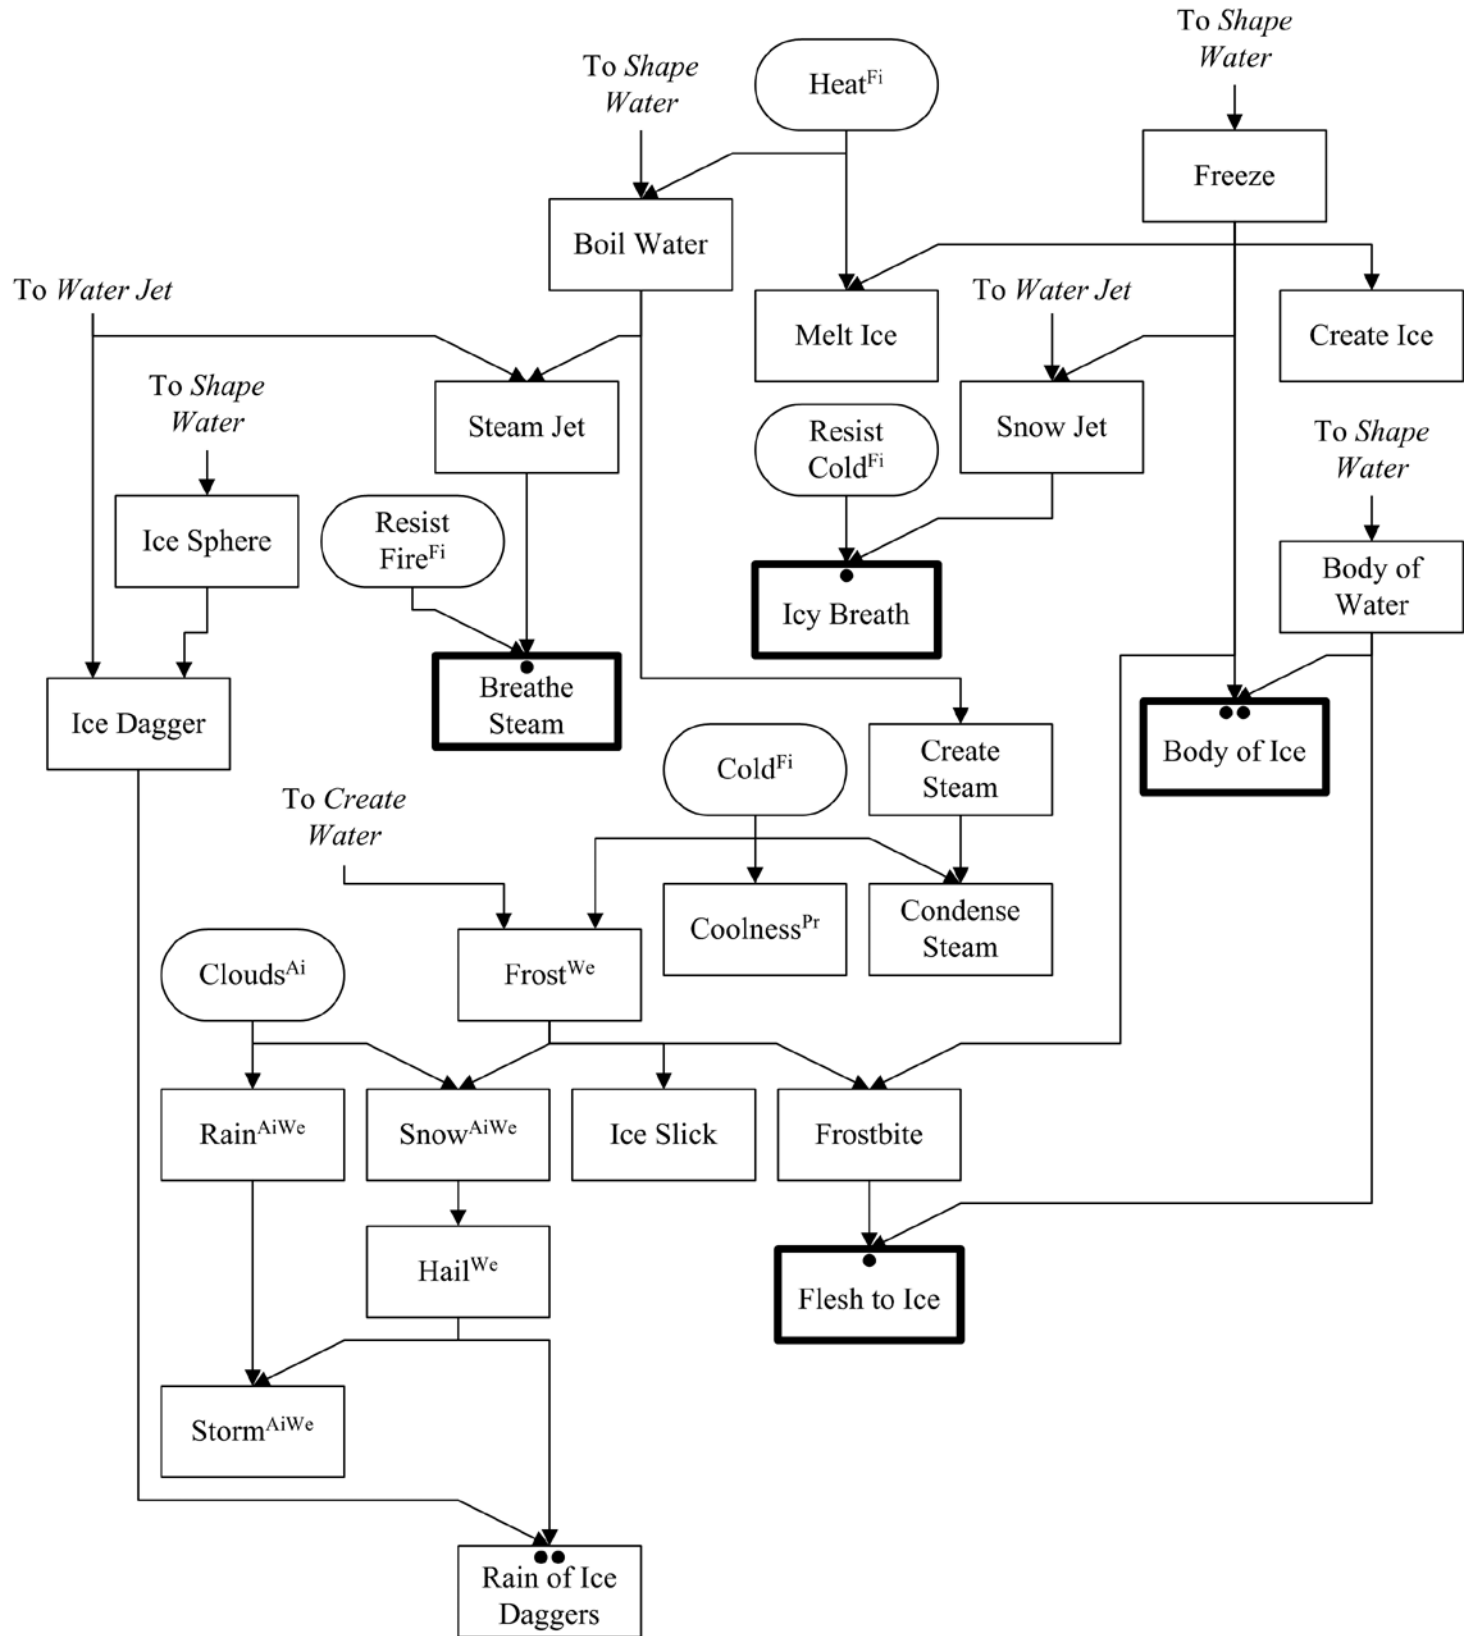 To Shape
Water
To Shape
Water
Heat^Fi
Freeze
Boil Water
To Water Jet
To Water Jet
Melt Ice
Create Ice
To Shape
Water
Steam Jet
Resist
Cold^Fi
Snow Jet
To Shape
Water
Ice Sphere
Resist
Fire^Fi
Body of
Water
Icy Breath
Ice Dagger
Breathe
Steam
Body of Ice
Cold^Fi
Create
Steam
To Create
Water
Coolness^Pr
Condense
Steam
Clouds^Ai
Frost^We
Rain^AiWe
Snow^AiWe
Ice Slick
Frostbite
Hail^We
Flesh to Ice
Storm^AiWe
Rain of Ice
Daggers